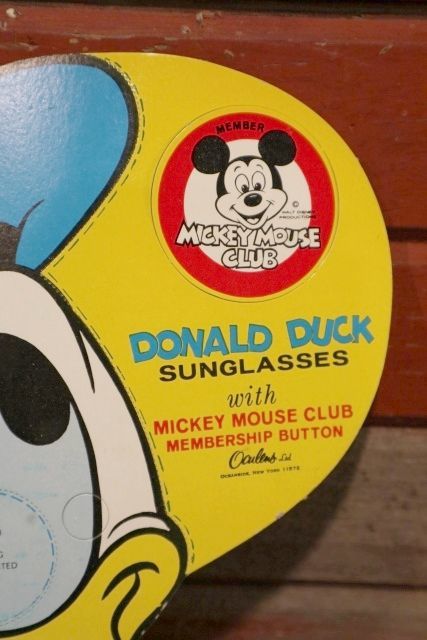 MEMBER
©
WALT DISNEY
PRODUCTIONS
MICKEY MOUSE
CLUB
DONALD DUCK
SUNGLASSES
with
MICKEY MOUSE CLUB
MEMBERSHIP BUTTON
Oculens Ltd.
OCEANSIDE, NEW YORK 11572